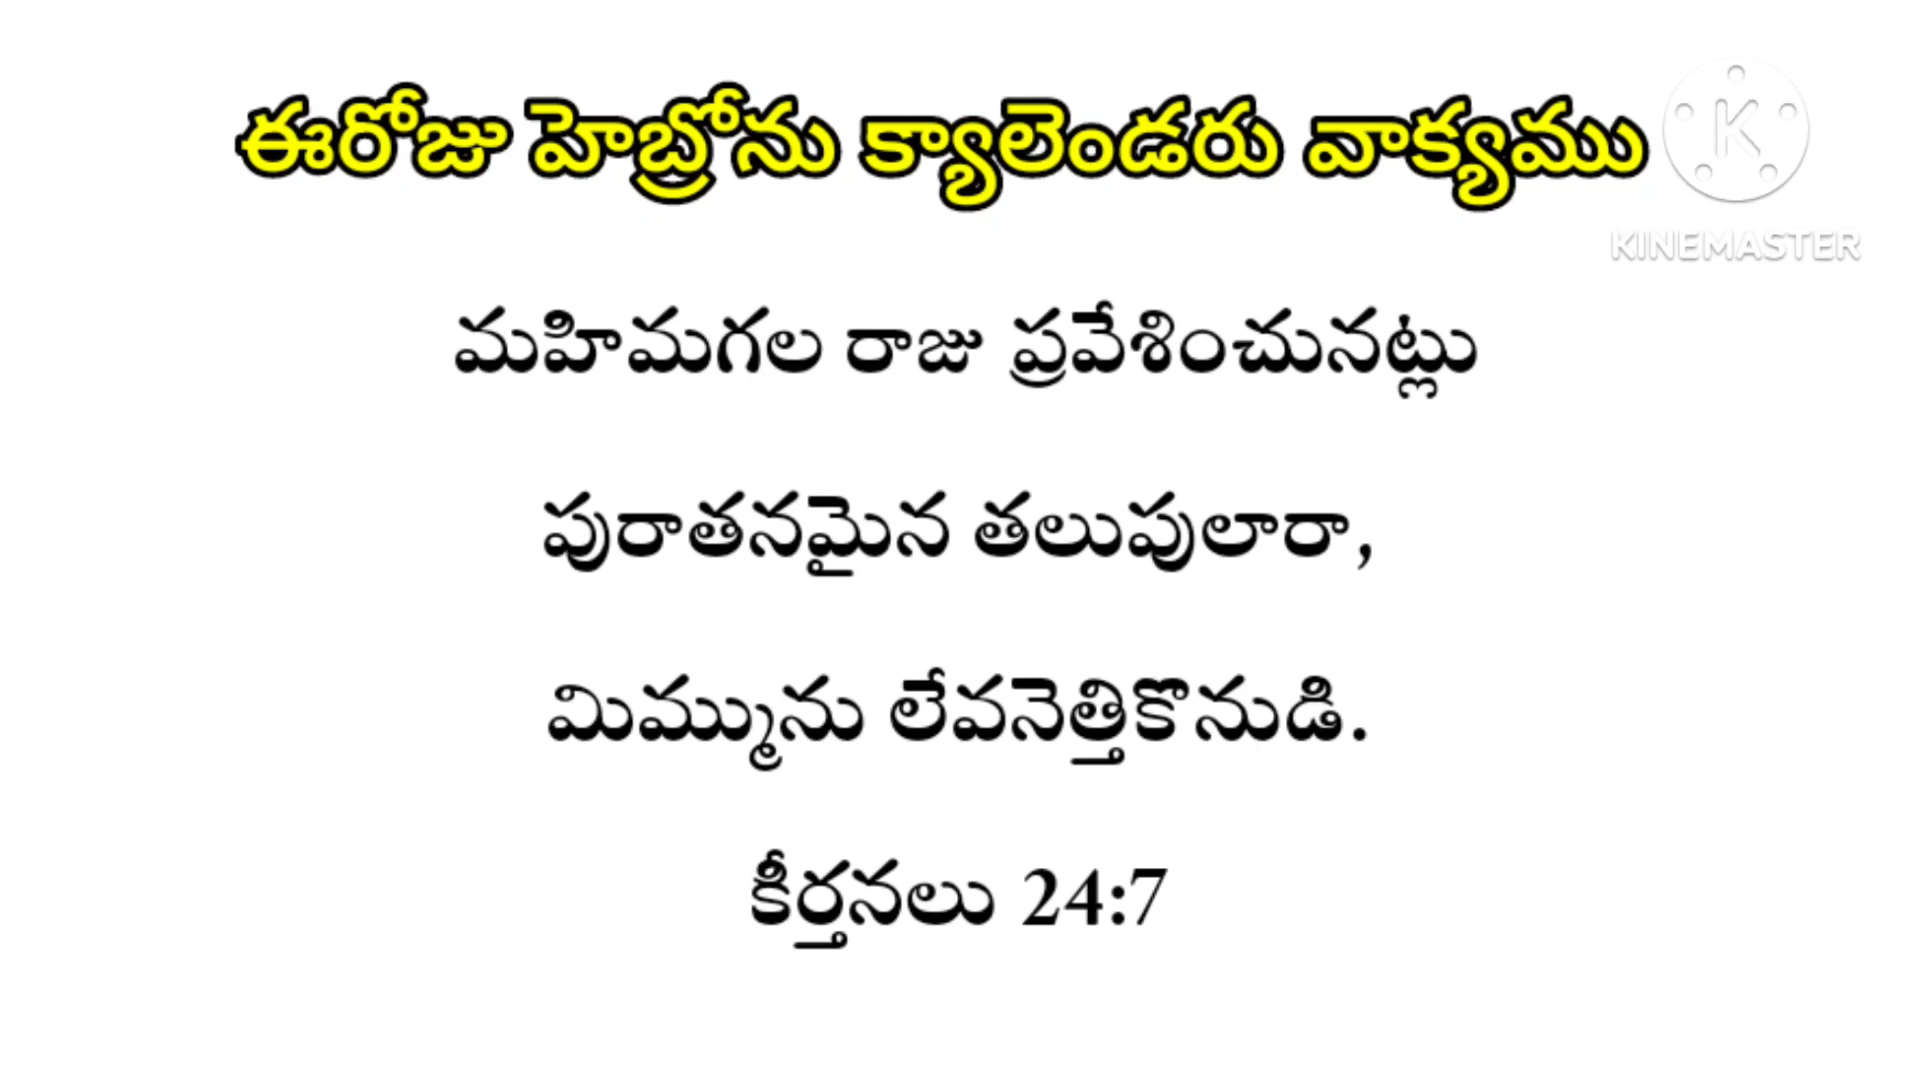 ఈరోజు హెబ్రోను క్యాలెండరు వాక్యము
K
KINEMASTER
మహిమగల రాజు ప్రవేశించునట్లు
పురాతనమైన తలుపులారా,
మిమ్మును లేవనెత్తికొనుడి.
కీర్తనలు 24:7